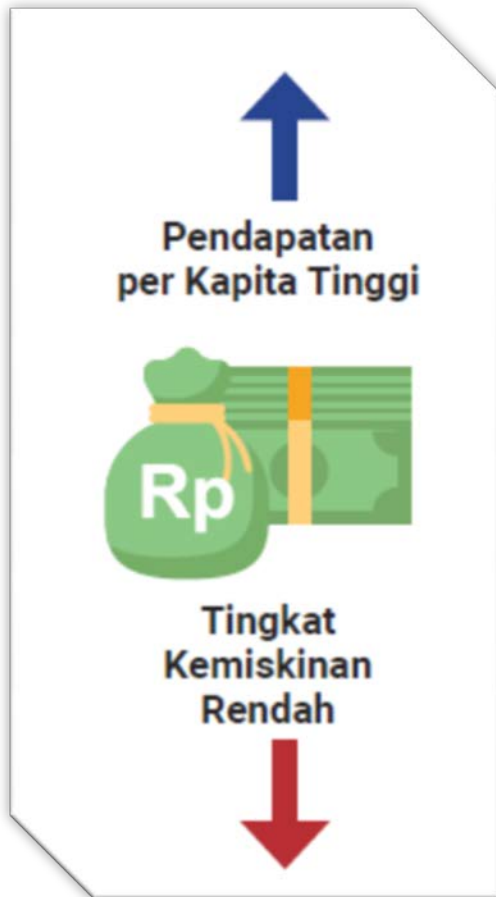 Pendapatan
per Kapita Tinggi
Rp
Tingkat
Kemiskinan
Rendah